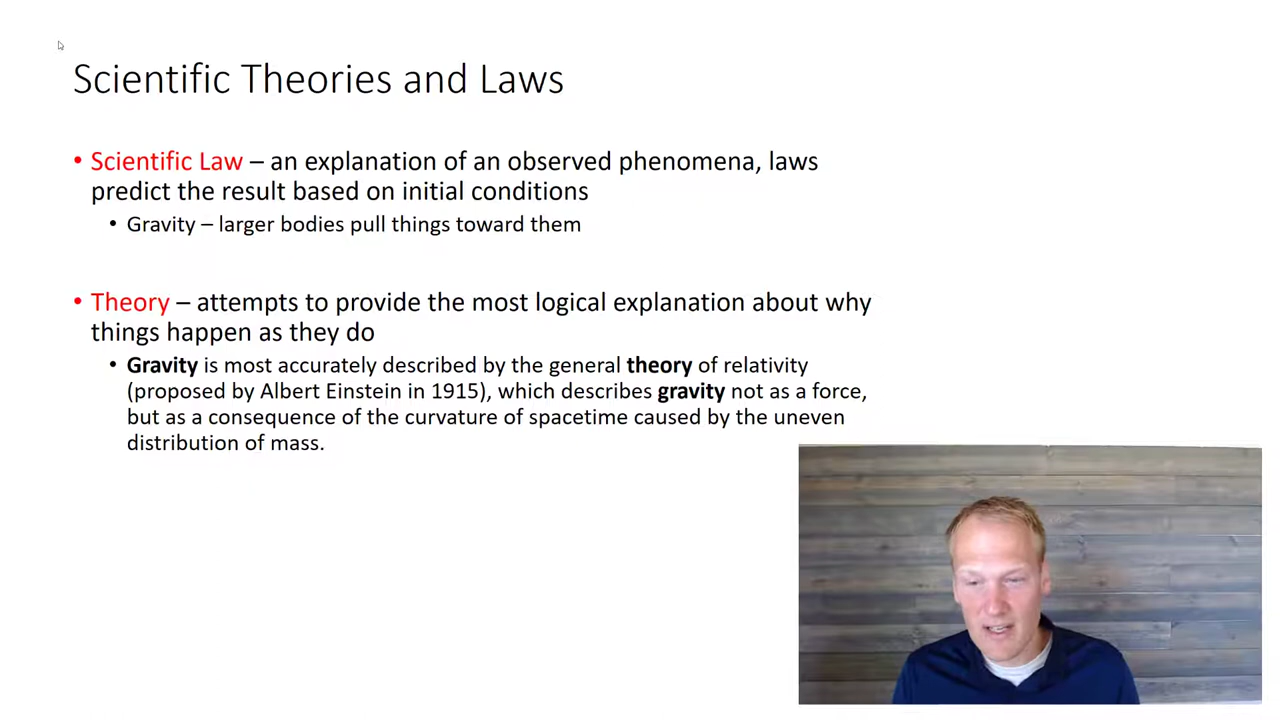 Scientific Theories and Laws
• Scientific Law – an explanation of an observed phenomena, laws
predict the result based on initial conditions
• Gravity – larger bodies pull things toward them
• Theory – attempts to provide the most logical explanation about why
things happen as they do
• Gravity is most accurately described by the general theory of relativity
(proposed by Albert Einstein in 1915), which describes gravity not as a force,
but as a consequence of the curvature of spacetime caused by the uneven
distribution of mass.